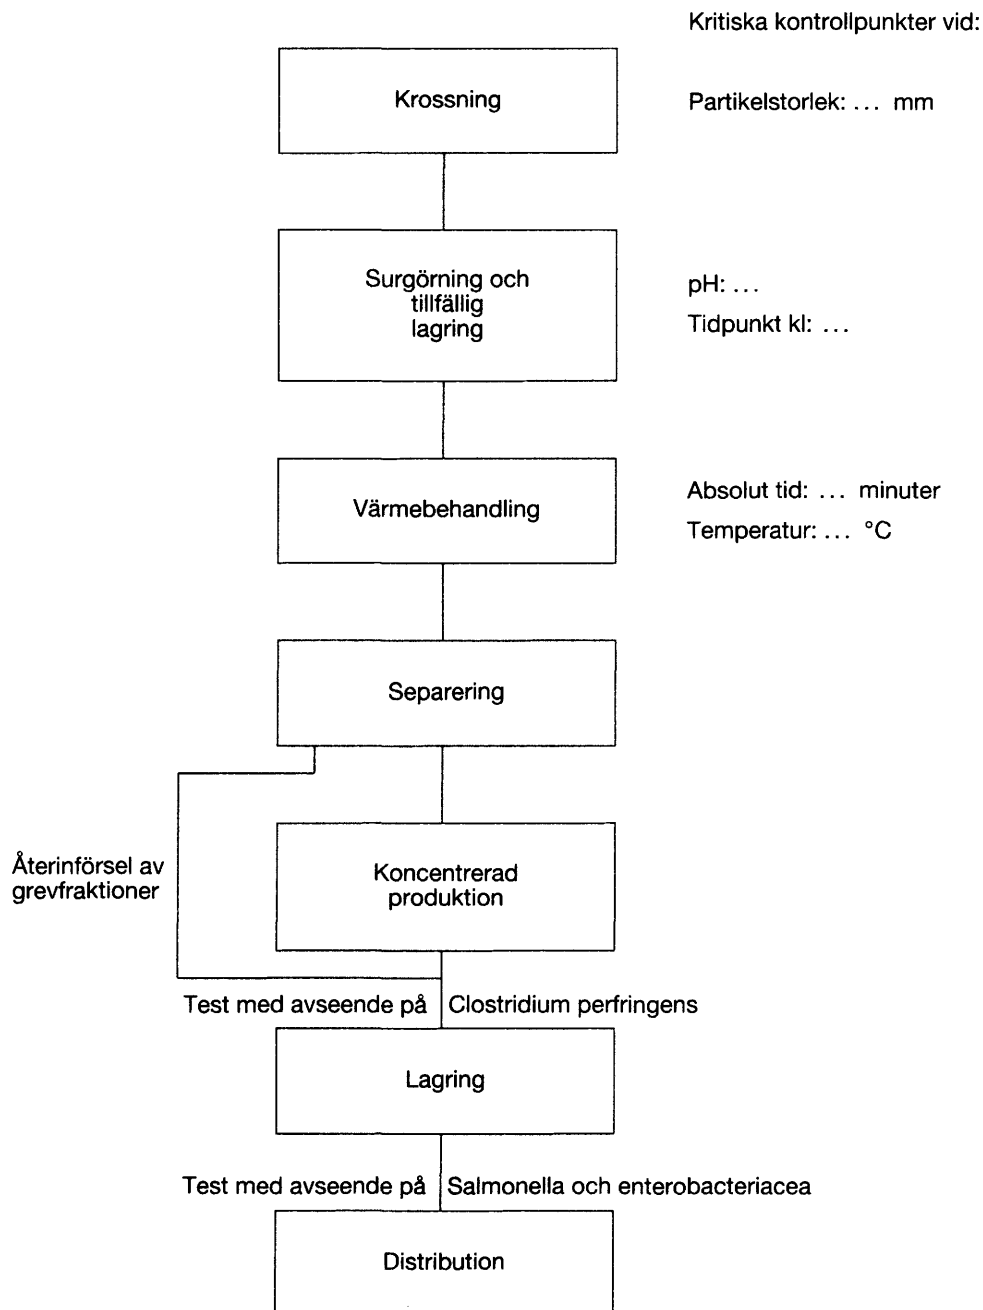 Kritiska kontrollpunkter vid:
Krossning
Partikelstorlek: ... mm
Surgörning och
tillfällig
lagring
pH: ...
Tidpunkt kl: ...
Värmebehandling
Absolut tid: ... minuter
Temperatur: ... °C
Separering
Återinförsel av
grevfraktioner
Koncentrerad
produktion
Test med avseende på Clostridium perfringens
Lagring
Test med avseende på Salmonella och enterobacteriacea
Distribution